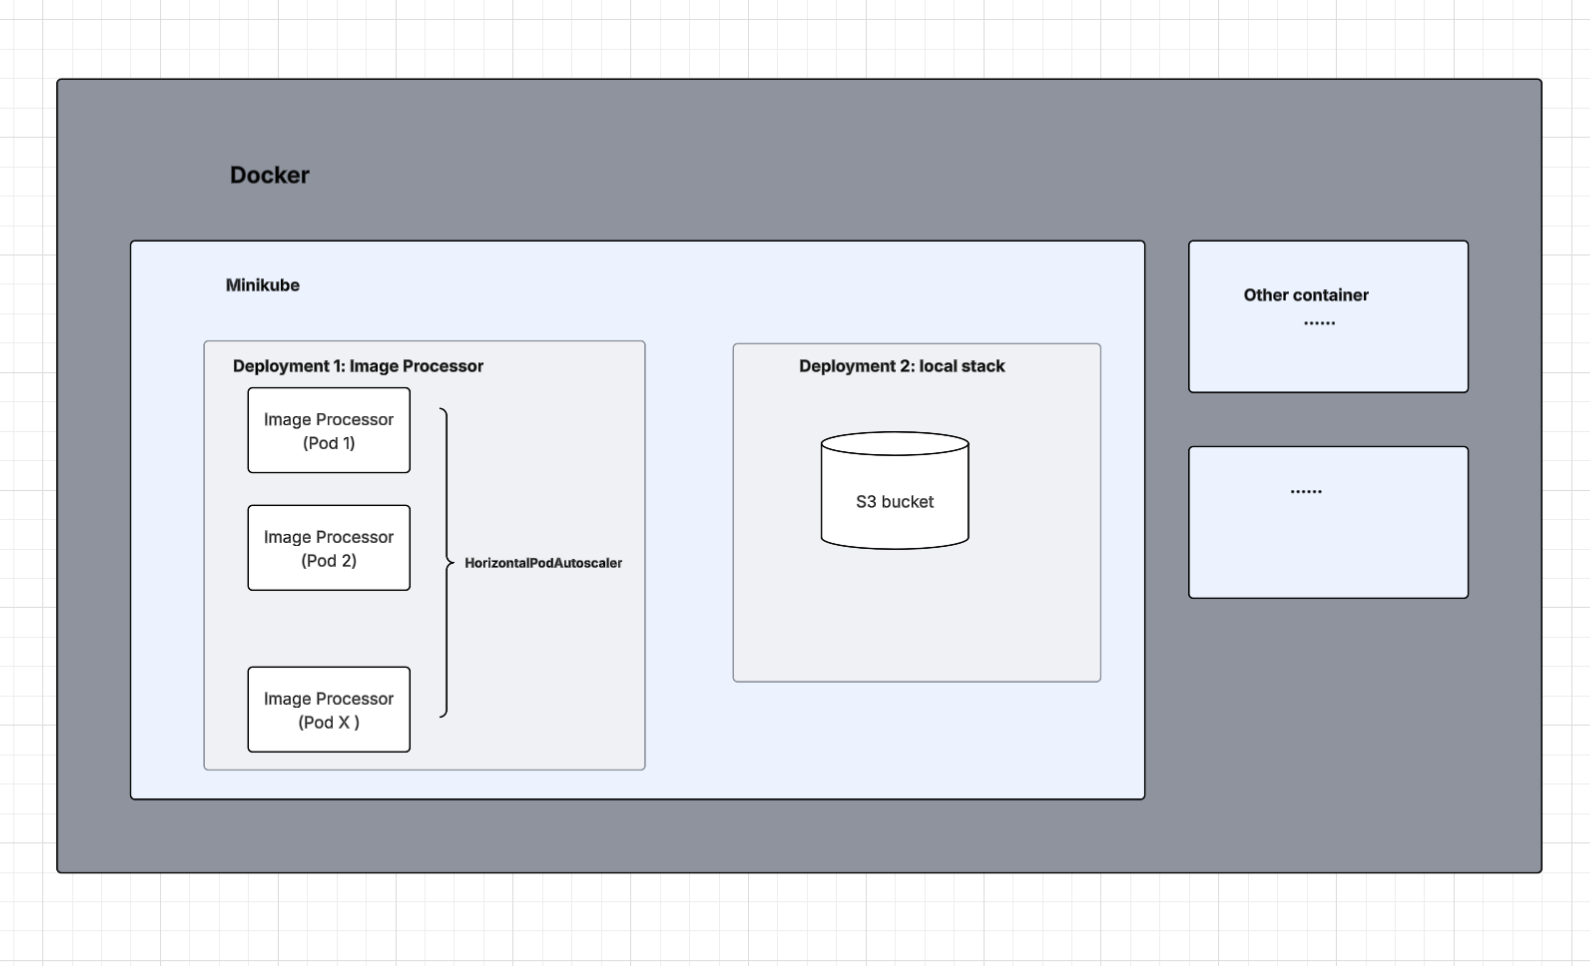 Docker
Minikube
Deployment 1: Image Processor
Image Processor
(Pod 1)
Image Processor
(Pod 2)
Image Processor
(Pod X )
HorizontalPodAutoscaler
Deployment 2: local stack
S3 bucket
Other container
......
......